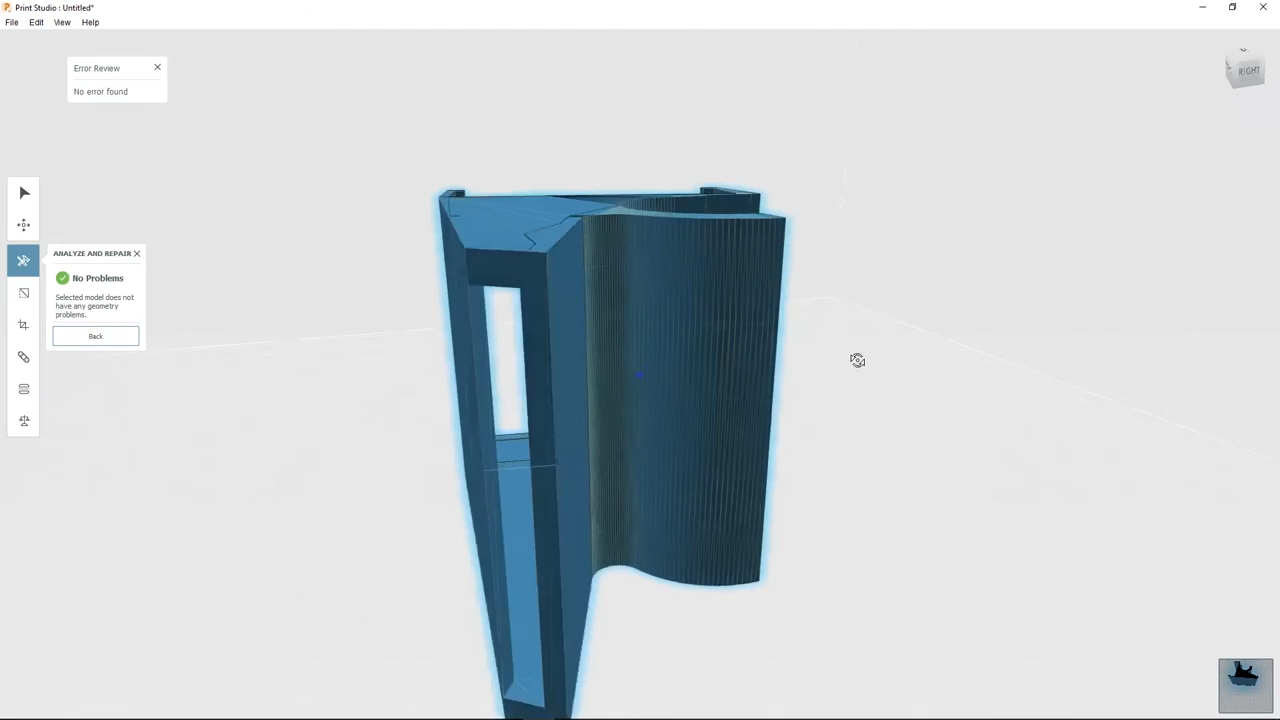 Print Studio : Untitled*
File Edit View Help
Error Review
No error found
RIGHT
ANALYZE AND REPAIR
No Problems
Selected model does not
have any geometry
problems.
Back